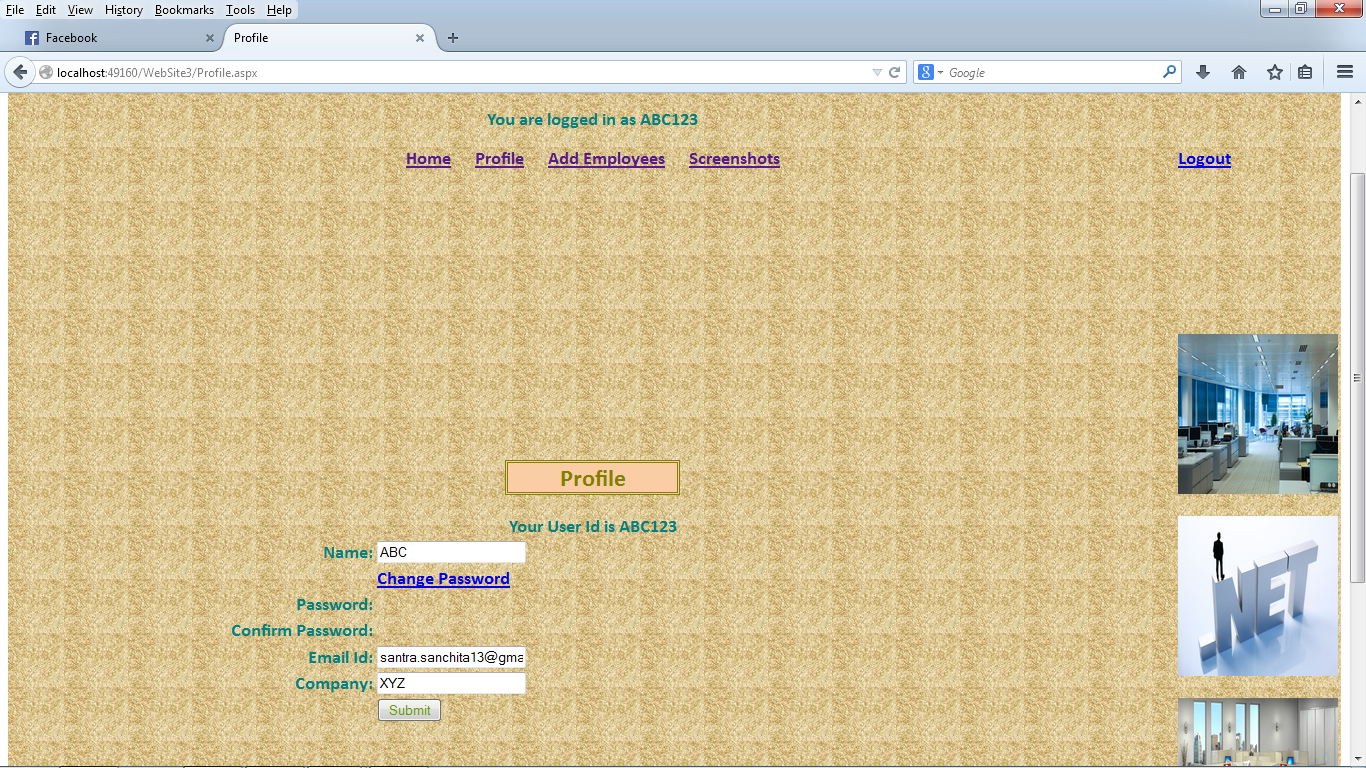 File Edit View History Bookmarks Tools Help
Facebook Profile
localhost:49160/WebSite3/Profile.aspx Google
You are logged in as ABC123
Home Profile Add Employees Screenshots Logout
Profile
Your User Id is ABC123
Name: ABC
Change Password
Password:
Confirm Password:
Email Id: santra.sanchita13@gma
Company: XYZ
Submit
.NET